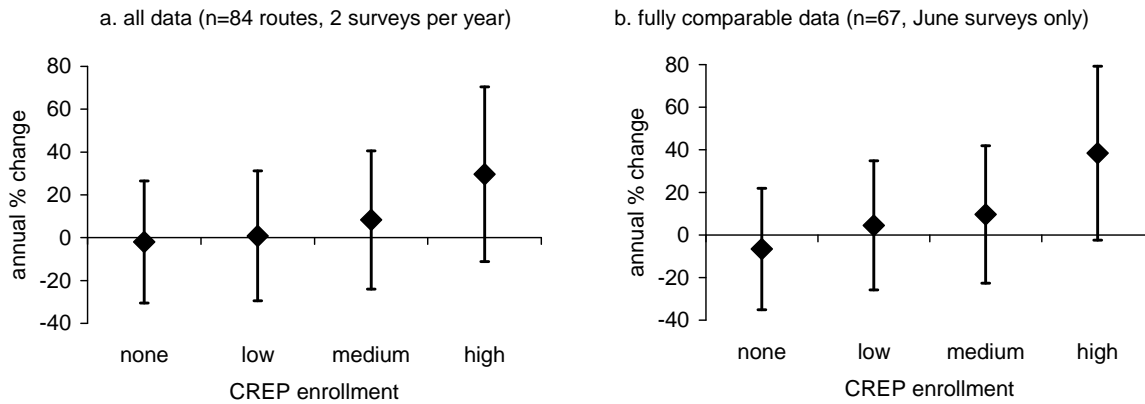 a. all data (n=84 routes, 2 surveys per year)
annual % change
80
60
40
20
0
-20
-40
none low medium high
CREP enrollment
b. fully comparable data (n=67, June surveys only)
annual % change
80
60
40
20
0
-20
-40
none low medium high
CREP enrollment